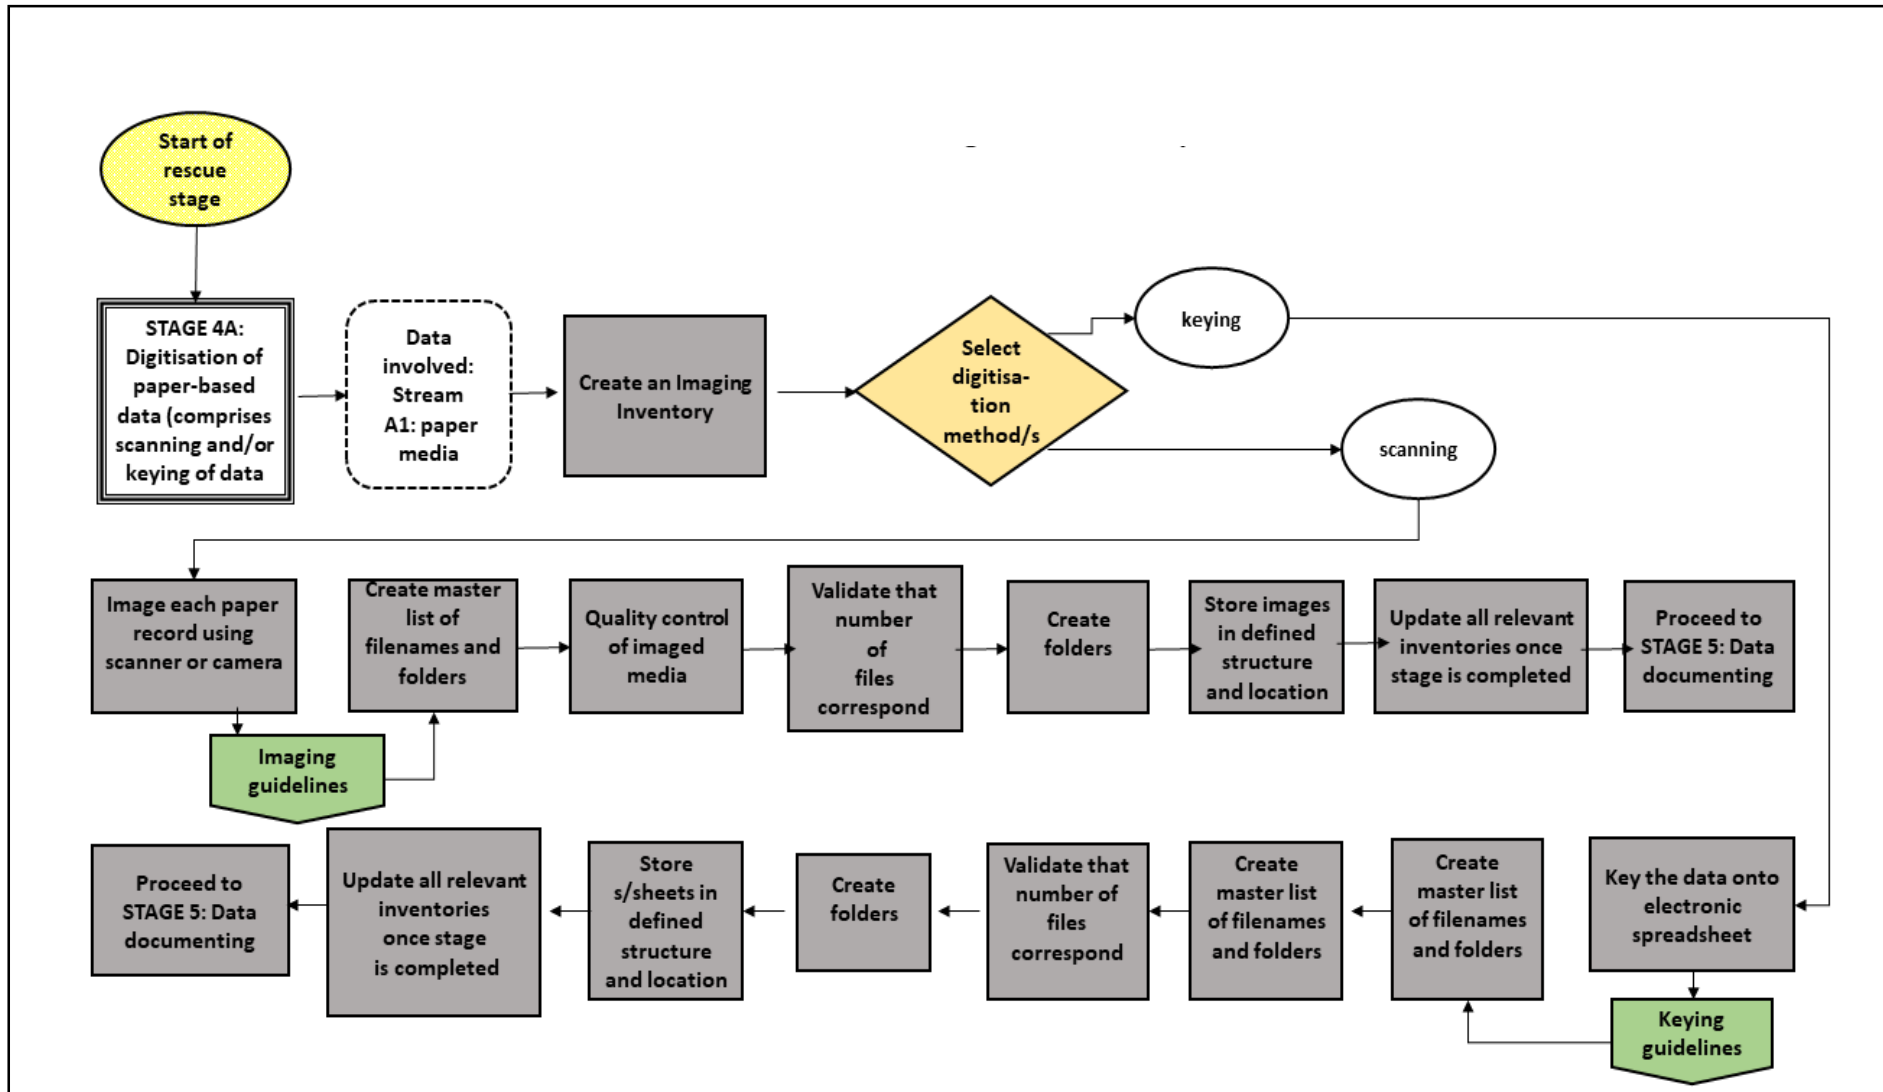 Start of
rescue
stage
STAGE 4A:
Digitisation of
paper-based
data (comprises
scanning and/or
keying of data
Data
involved:
Stream
A1: paper
media
Create an Imaging
Inventory
Select
digitisa-
tion
method/s
keying
scanning
Image each paper
record using
scanner or camera
Imaging
guidelines
Create master
list of
filenames and
folders
Quality control
of imaged
media
Validate that
number
of
files
correspond
Create
folders
Store images
in defined
structure
and location
Update all relevant
inventories once
stage is completed
Proceed to
STAGE 5: Data
documenting
Key the data onto
electronic
spreadsheet
Keying
guidelines
Create
master list
of filenames
and folders
Create
master list
of filenames
and folders
Validate that
number of
files
correspond
Create
folders
Store
s/sheets in
defined
structure
and location
Update all relevant
inventories
once stage
is completed
Proceed to
STAGE 5: Data
documenting